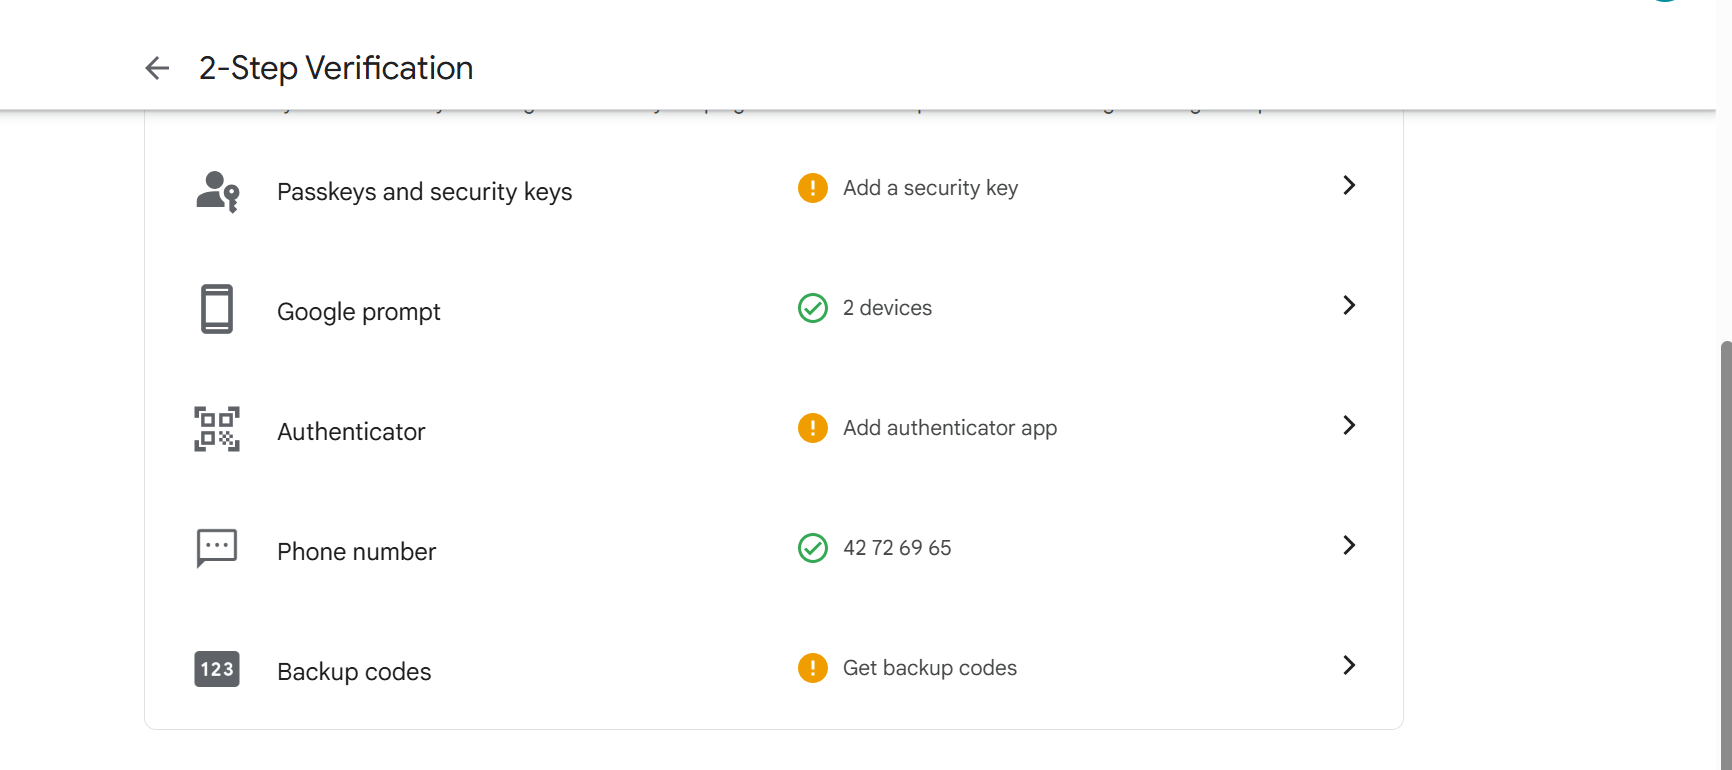 2-Step Verification
Passkeys and security keys
Add a security key
Google prompt
2 devices
Authenticator
Add authenticator app
Phone number
42 72 69 65
123
Backup codes
Get backup codes